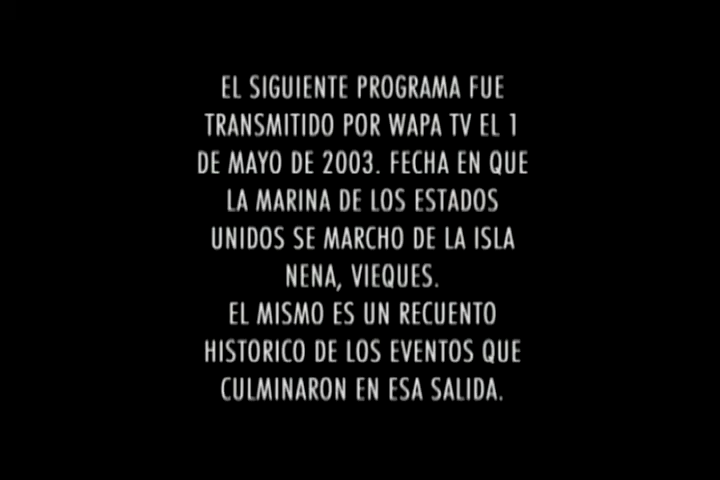 EL SIGUIENTE PROGRAMA FUE
TRANSMITIDO POR WAPA TV EL 1
DE MAYO DE 2003. FECHA EN QUE
LA MARINA DE LOS ESTADOS
UNIDOS SE MARCHO DE LA ISLA
NENA, VIEQUES.
EL MISMO ES UN RECUENTO
HISTORICO DE LOS EVENTOS QUE
CULMINARON EN ESA SALIDA.